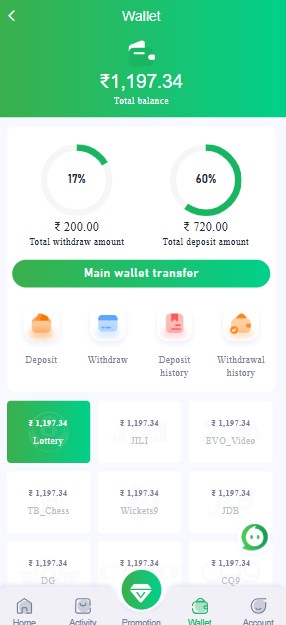 Wallet
₹1,197.34
Total balance
17%
60%
₹ 200.00
₹ 720.00
Total withdraw amount
Total deposit amount
Main wallet transfer
Deposit
Withdraw
Deposit history
Withdrawal history
₹ 1,197.34
Lottery
₹ 1,197.34
JILI
₹ 1,197.34
EVO_Video
₹ 1,197.34
TB_Chess
₹ 1,197.34
Wickets9
₹ 1,197.34
JDB
₹ 1,197.34
DG
₹ 1,197.34
CQ9
Home
Activity
Promotion
Wallet
Account